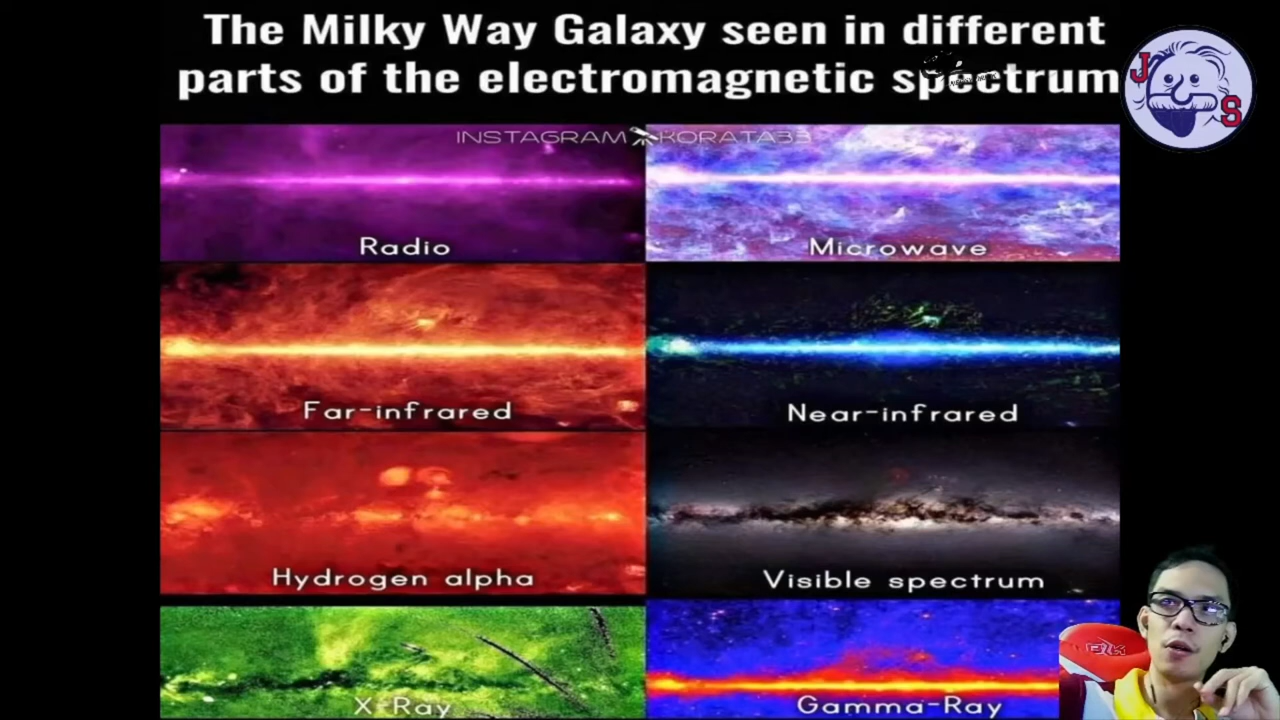 The Milky Way Galaxy seen in different
parts of the electromagnetic spectrum
J
S
INSTAGRAM KORATA33
Radio
Microwave
Far-infrared
Near-infrared
Hydrogen alpha
Visible spectrum
X-Ray
Gamma-Ray